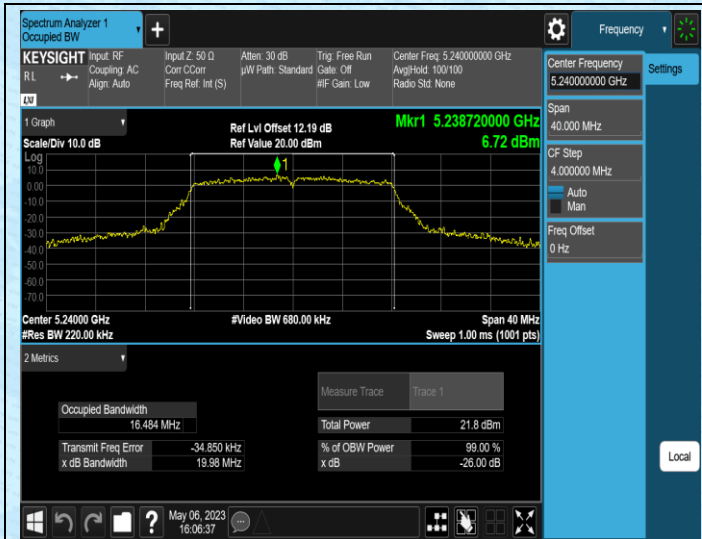 Spectrum Analyzer 1
Occupied BW
Frequency
KEYSIGHT
Input: RF
Input Z: 50 Ω
Atten: 30 dB
Trig: Free Run
Center Freq: 5.240000000 GHz
R L
Coupling: AC
Corr CCorr
µW Path: Standard
Gate: Off
Avg|Hold: 100/100
Align: Auto
Freq Ref: Int (S)
#IF Gain: Low
Radio Std: None
LXI
Center Frequency
5.240000000 GHz
Settings
Span
40.000 MHz
CF Step
4.000000 MHz
Auto
Man
Freq Offset
0 Hz
1 Graph
Ref Lvl Offset 12.19 dB
Mkr1 5.238720000 GHz
Scale/Div 10.0 dB
Ref Value 20.00 dBm
6.72 dBm
Log
1
10.0
0.00
-10.0
-20.0
-30.0
-40.0
-50.0
-60.0
-70.0
Center 5.24000 GHz
#Video BW 680.00 kHz
Span 40 MHz
#Res BW 220.00 kHz
Sweep 1.00 ms (1001 pts)
2 Metrics
Measure Trace
Trace 1
Occupied Bandwidth
16.484 MHz
Total Power
21.8 dBm
Transmit Freq Error
-34.850 kHz
% of OBW Power
99.00 %
x dB Bandwidth
19.98 MHz
x dB
-26.00 dB
Local
?
May 06, 2023
16:06:37